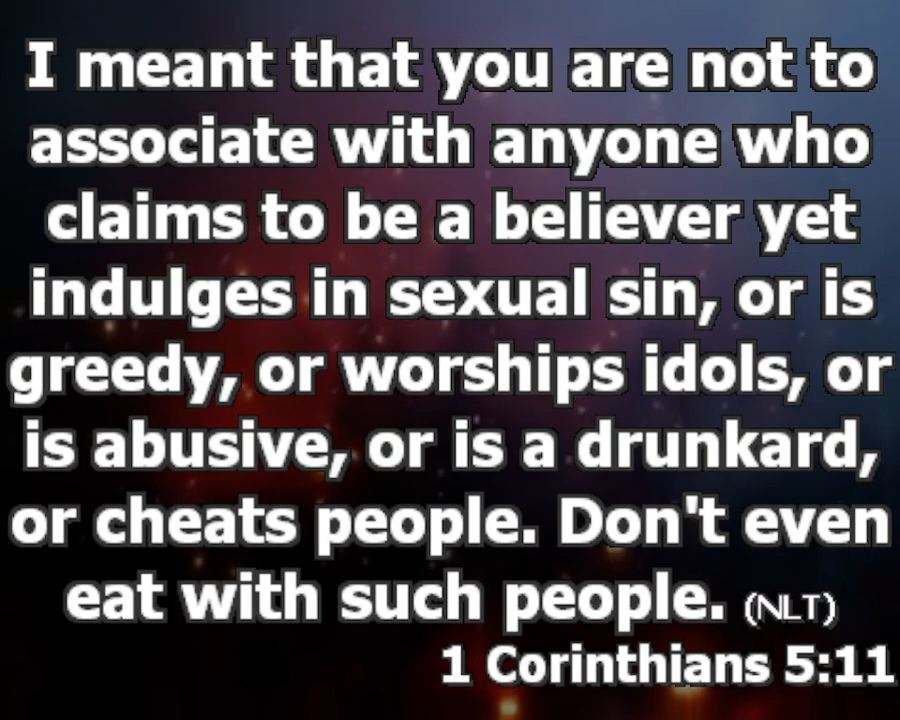 I meant that you are not to
associate with anyone who
claims to be a believer yet
indulges in sexual sin, or is
greedy, or worships idols, or
is abusive, or is a drunkard,
or cheats people. Don't even
eat with such people. (NLT)
1 Corinthians 5:11